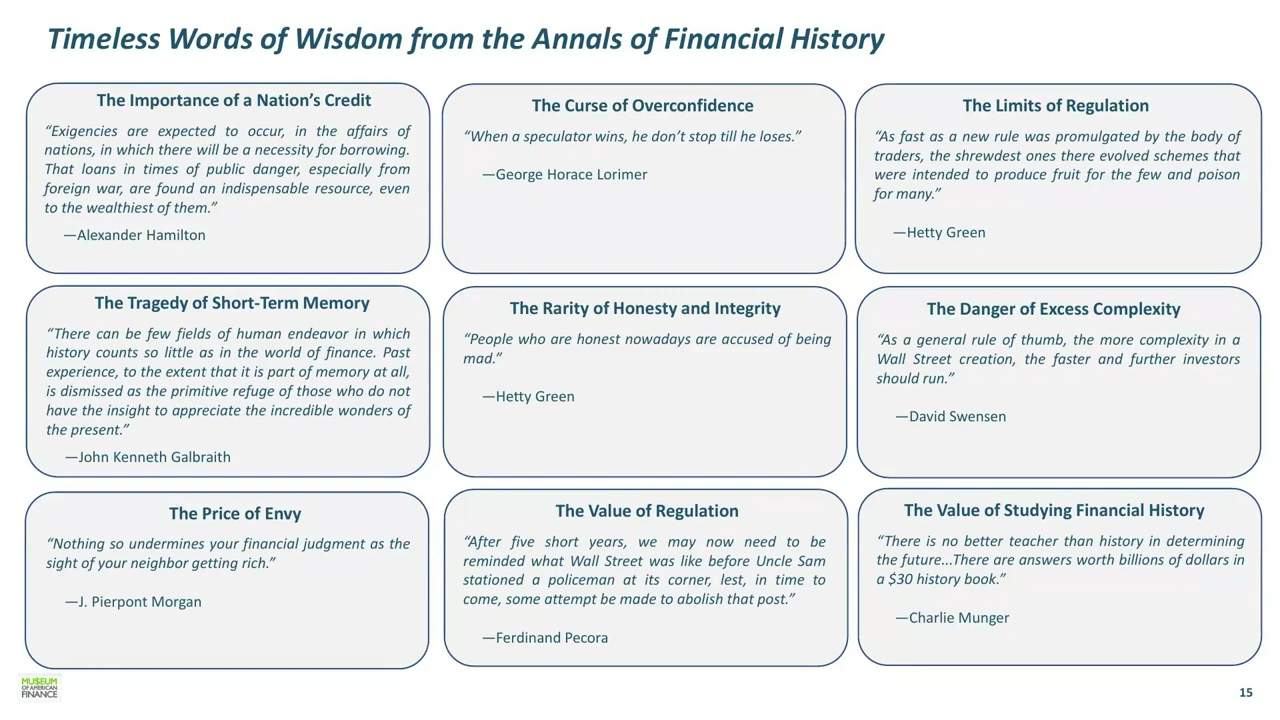 Timeless Words of Wisdom from the Annals of Financial History
The Importance of a Nation’s Credit
“Exigencies are expected to occur, in the affairs of
nations, in which there will be a necessity for borrowing.
That loans in times of public danger, especially from
foreign war, are found an indispensable resource, even
to the wealthiest of them.”
—Alexander Hamilton
The Curse of Overconfidence
“When a speculator wins, he don’t stop till he loses.”
—George Horace Lorimer
The Limits of Regulation
“As fast as a new rule was promulgated by the body of
traders, the shrewdest ones there evolved schemes that
were intended to produce fruit for the few and poison
for many.”
—Hetty Green
The Tragedy of Short-Term Memory
“There can be few fields of human endeavor in which
history counts so little as in the world of finance. Past
experience, to the extent that it is part of memory at all,
is dismissed as the primitive refuge of those who do not
have the insight to appreciate the incredible wonders of
the present.”
—John Kenneth Galbraith
The Rarity of Honesty and Integrity
“People who are honest nowadays are accused of being
mad.”
—Hetty Green
The Danger of Excess Complexity
“As a general rule of thumb, the more complexity in a
Wall Street creation, the faster and further investors
should run.”
—David Swensen
The Price of Envy
“Nothing so undermines your financial judgment as the
sight of your neighbor getting rich.”
—J. Pierpont Morgan
The Value of Regulation
“After five short years, we may now need to be
reminded what Wall Street was like before Uncle Sam
stationed a policeman at its corner, lest, in time to
come, some attempt be made to abolish that post.”
—Ferdinand Pecora
The Value of Studying Financial History
“There is no better teacher than history in determining
the future...There are answers worth billions of dollars in
a $30 history book.”
—Charlie Munger
MU$EUM
OF AMERICAN
FINANCE
15